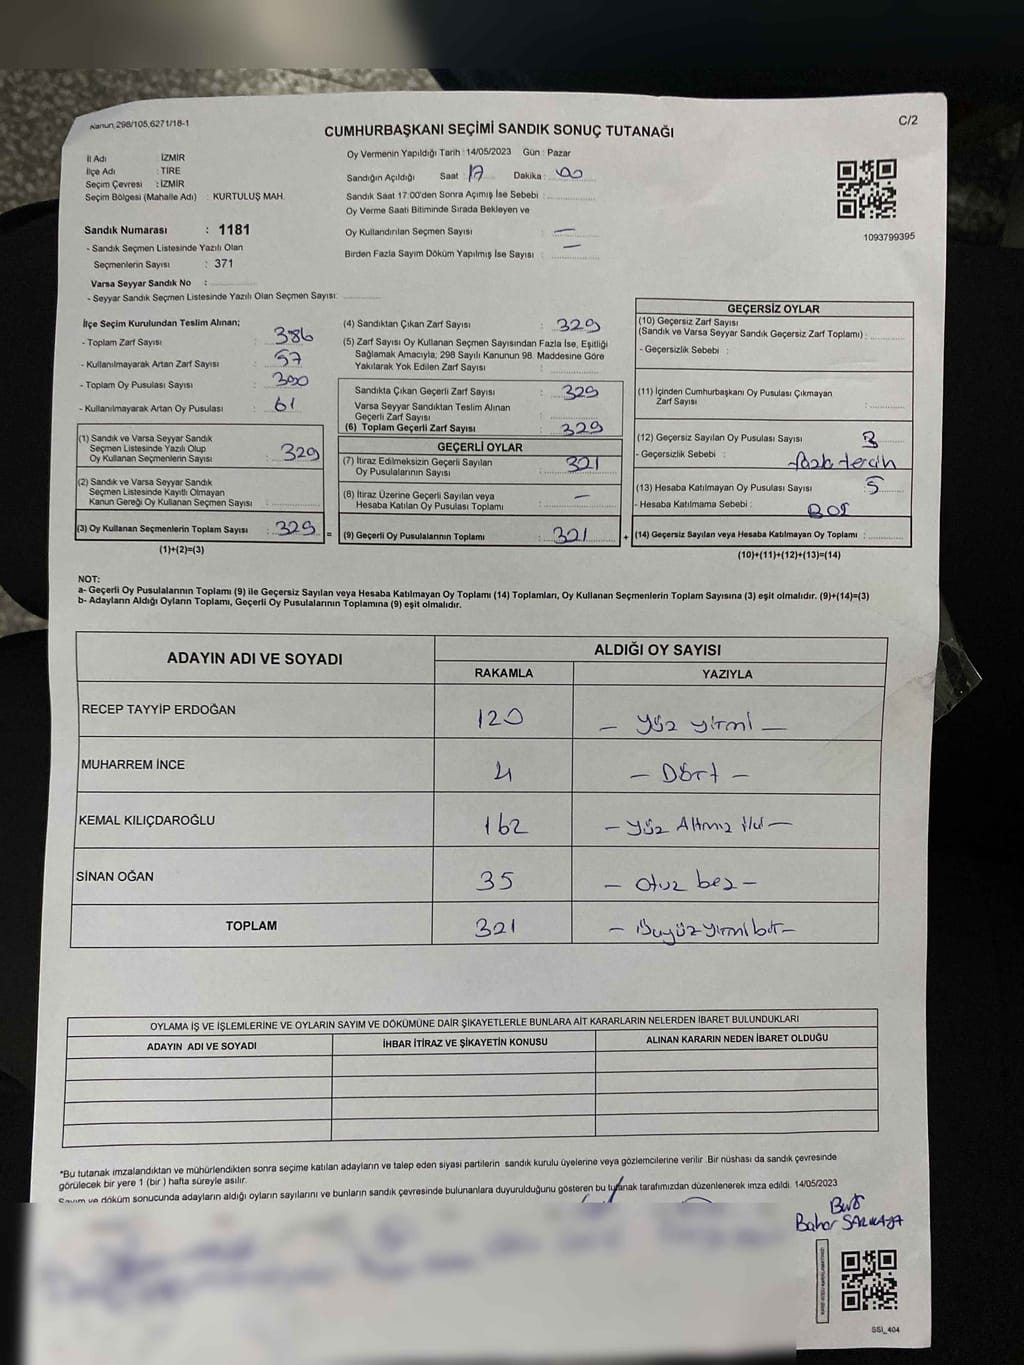 Kanun 298/105,6271/18-1
C/2
CUMHURBAŞKANI SEÇİMİ SANDIK SONUÇ TUTANAĞI
İl Adı : İZMİR
İlçe Adı : TİRE
Seçim Çevresi : İZMİR
Seçim Bölgesi (Mahalle Adı) : KURTULUŞ MAH.
Oy Vermenin Yapıldığı Tarih : 14/05/2023 Gün : Pazar
Sandığın Açıldığı Saat : 17 Dakika : 00
Sandık Saat 17:00'den Sonra Açımış İse Sebebi :
Oy Verme Saati Bitiminde Sırada Bekleyen ve
Oy Kullandırılan Seçmen Sayısı : —
Birden Fazla Sayım Döküm Yapılmış İse Sayısı : —
1093799395
Sandık Numarası : 1181
- Sandık Seçmen Listesinde Yazılı Olan
Seçmenlerin Sayısı : 371
Varsa Seyyar Sandık No :
- Seyyar Sandık Seçmen Listesinde Yazılı Olan Seçmen Sayısı:
İlçe Seçim Kurulundan Teslim Alınan;
- Toplam Zarf Sayısı : 386
- Kullanılmayarak Artan Zarf Sayısı : 57
- Toplam Oy Pusulası Sayısı : 390
- Kullanılmayarak Artan Oy Pusulası : 61
(1) Sandık ve Varsa Seyyar Sandık
Seçmen Listesinde Yazılı Olup
Oy Kullanan Seçmenlerin Sayısı : 329
(2) Sandık ve Varsa Seyyar Sandık
Seçmen Listesinde Kayıtlı Olmayan
Kanun Gereği Oy Kullanan Seçmen Sayısı :
(3) Oy Kullanan Seçmenlerin Toplam Sayısı : 329 =
(1)+(2)=(3)
(4) Sandıktan Çıkan Zarf Sayısı : 329
(5) Zarf Sayısı Oy Kullanan Seçmen Sayısından Fazla İse, Eşitliği
Sağlamak Amacıyla; 298 Sayılı Kanunun 98. Maddesine Göre
Yakılarak Yok Edilen Zarf Sayısı :
Sandıkta Çıkan Geçerli Zarf Sayısı : 329
Varsa Seyyar Sandıktan Teslim Alınan
Geçerli Zarf Sayısı :
(6) Toplam Geçerli Zarf Sayısı : 329
GEÇERLİ OYLAR
(7) İtiraz Edilmeksizin Geçerli Sayılan
Oy Pusulalarının Sayısı : 321
(8) İtiraz Üzerine Geçerli Sayılan veya
Hesaba Katılan Oy Pusulası Toplamı : —
(9) Geçerli Oy Pusulalarının Toplamı : 321 +
GEÇERSİZ OYLAR
(10) Geçersiz Zarf Sayısı
(Sandık ve Varsa Seyyar Sandık Geçersiz Zarf Toplamı) :
- Geçersizlik Sebebi :
(11) İçinden Cumhurbaşkanı Oy Pusulası Çıkmayan
Zarf Sayısı :
(12) Geçersiz Sayılan Oy Pusulası Sayısı : 3
- Geçersizlik Sebebi : fazla tercih
(13) Hesaba Katılmayan Oy Pusulası Sayısı : 5
- Hesaba Katılmama Sebebi : BOŞ
(14) Geçersiz Sayılan veya Hesaba Katılmayan Oy Toplamı :
(10)+(11)+(12)+(13)=(14)
NOT:
a- Geçerli Oy Pusulalarının Toplamı (9) ile Geçersiz Sayılan veya Hesaba Katılmayan Oy Toplamı (14) Toplamları, Oy Kullanan Seçmenlerin Toplam Sayısına (3) eşit olmalıdır. (9)+(14)=(3)
b- Adayların Aldığı Oyların Toplamı, Geçerli Oy Pusulalarının Toplamına (9) eşit olmalıdır.
ADAYIN ADI VE SOYADI ALDIĞI OY SAYISI
RAKAMLA YAZIYLA
RECEP TAYYİP ERDOĞAN 120 — Yüz yirmi —
MUHARREM İNCE 4 — Dört —
KEMAL KILIÇDAROĞLU 162 — Yüz Altmış iki —
SİNAN OĞAN 35 — Otuz beş —
TOPLAM 321 — Üçyüzyirmibir —
OYLAMA İŞ VE İŞLEMLERİNE VE OYLARIN SAYIM VE DÖKÜMÜNE DAİR ŞİKAYETLERLE BUNLARA AİT KARARLARIN NELERDEN İBARET BULUNDUKLARI
ADAYIN ADI VE SOYADI İHBAR İTİRAZ VE ŞİKAYETİN KONUSU ALINAN KARARIN NEDEN İBARET OLDUĞU
*Bu tutanak imzalandıktan ve mühürlendikten sonra seçime katılan adayların ve talep eden siyasi partilerin sandık kurulu üyelerine veya gözlemcilerine verilir. Bir nüshası da sandık çevresinde
görülecek bir yere 1 (bir ) hafta süreyle asılır.
Sayım ve döküm sonucunda adayların aldığı oyların sayılarını ve bunların sandık çevresinde bulunanlara duyurulduğunu gösteren bu tutanak tarafımızdan düzenlenerek imza edildi. 14/05/2023
Bahar SARIKAYA
SSİ_404